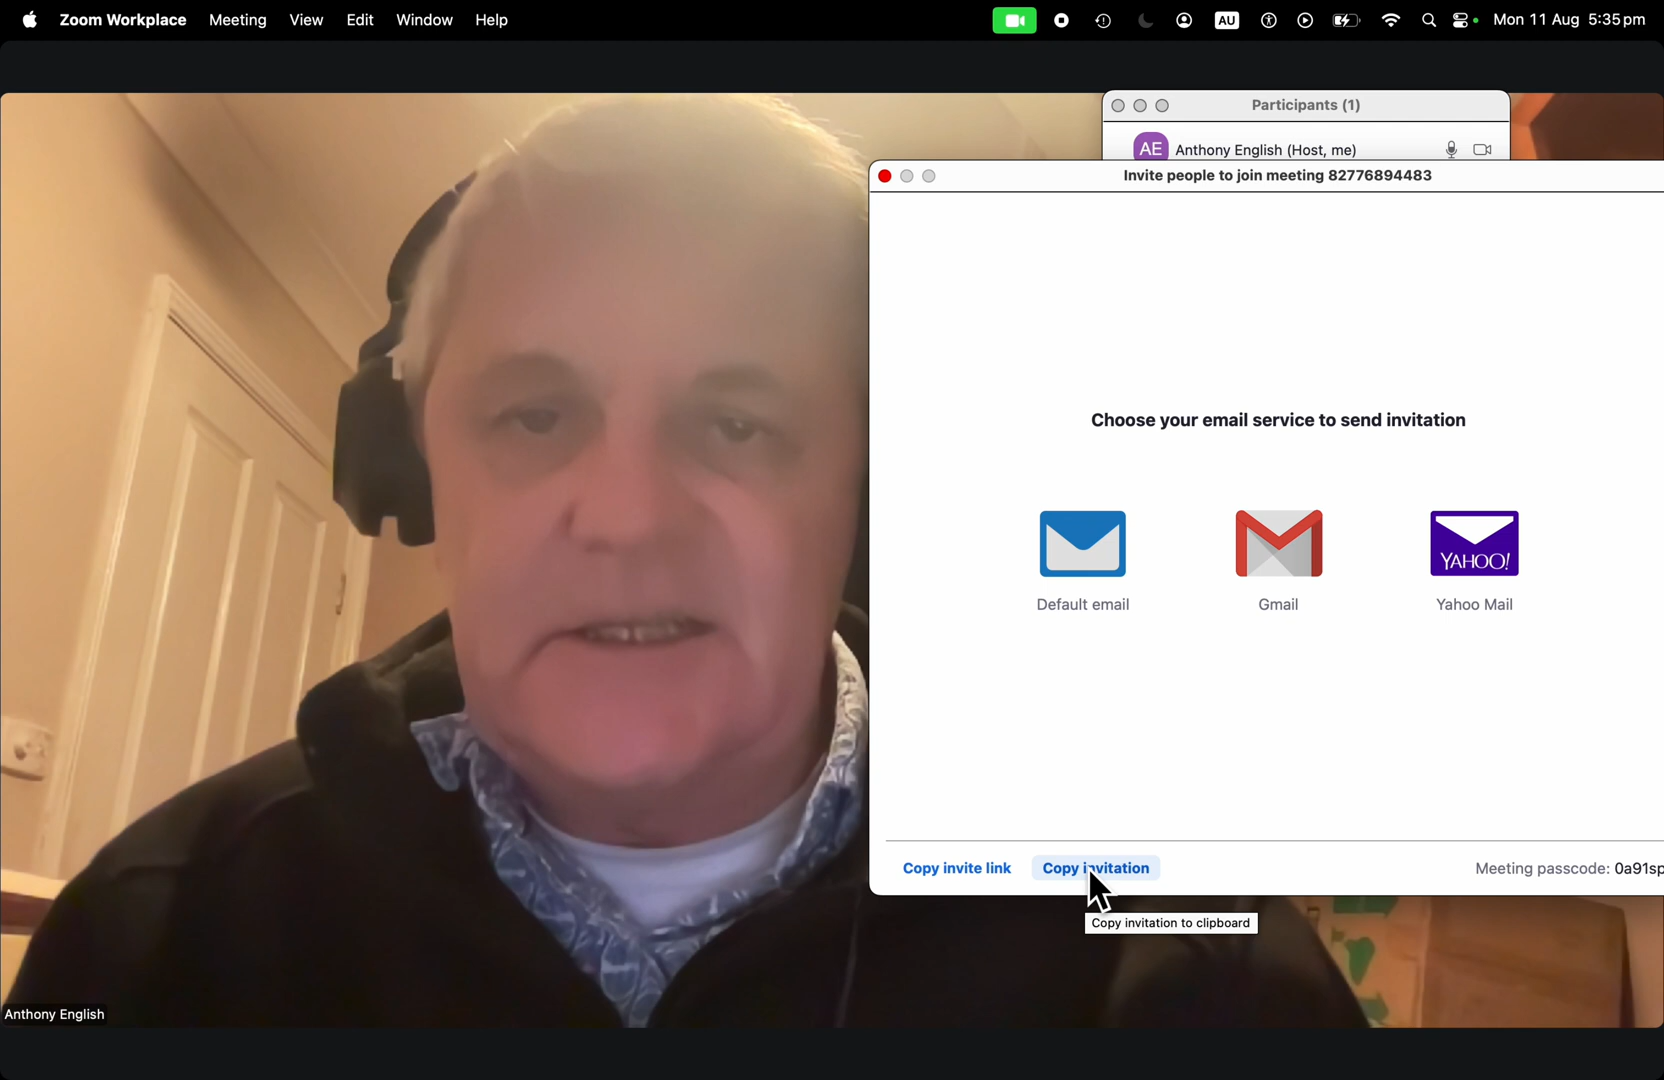 Zoom Workplace Meeting View Edit Window Help AU Mon 11 Aug 5:35 pm
Participants (1)
AE Anthony English (Host, me)
Invite people to join meeting 82776894483
Choose your email service to send invitation
YAHOO!
Default email Gmail Yahoo Mail
Copy invite link Copy invitation Meeting passcode: 0a91sp
Copy invitation to clipboard
Anthony English